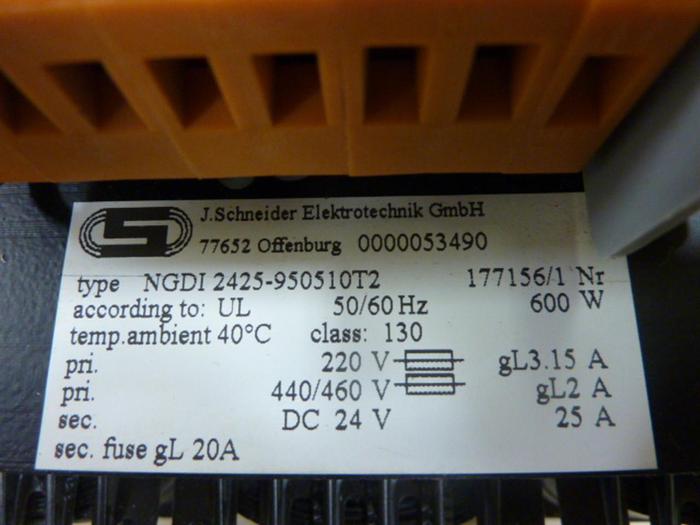 J.Schneider Elektrotechnik GmbH
77652 Offenburg 0000053490
type NGDI 2425-950510T2 177156/1 Nr
according to: UL 50/60 Hz 600 W
temp.ambient 40°C class: 130
pri. 220 V gL3.15 A
pri. 440/460 V gL2 A
sec. DC 24 V 25 A
sec. fuse gL 20A